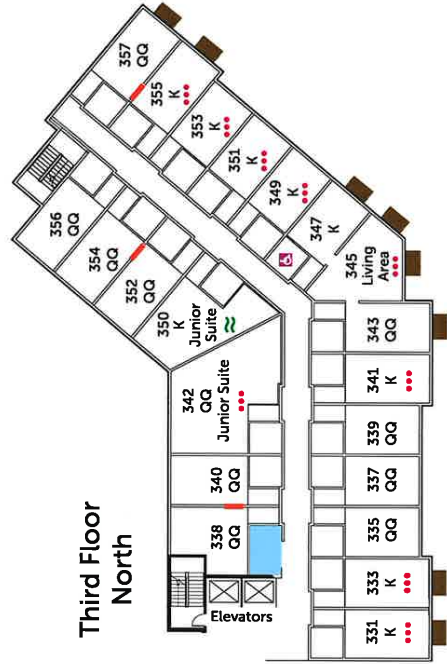 Third Floor
North
357
QQ
355
K
353
K
351
K
349
K
347
K
345
Living
Area
343
QQ
341
K
339
QQ
337
QQ
335
QQ
333
K
331
K
356
QQ
354
QQ
352
QQ
350
K
Junior
Suite
342
QQ
Junior Suite
340
QQ
338
QQ
Elevators